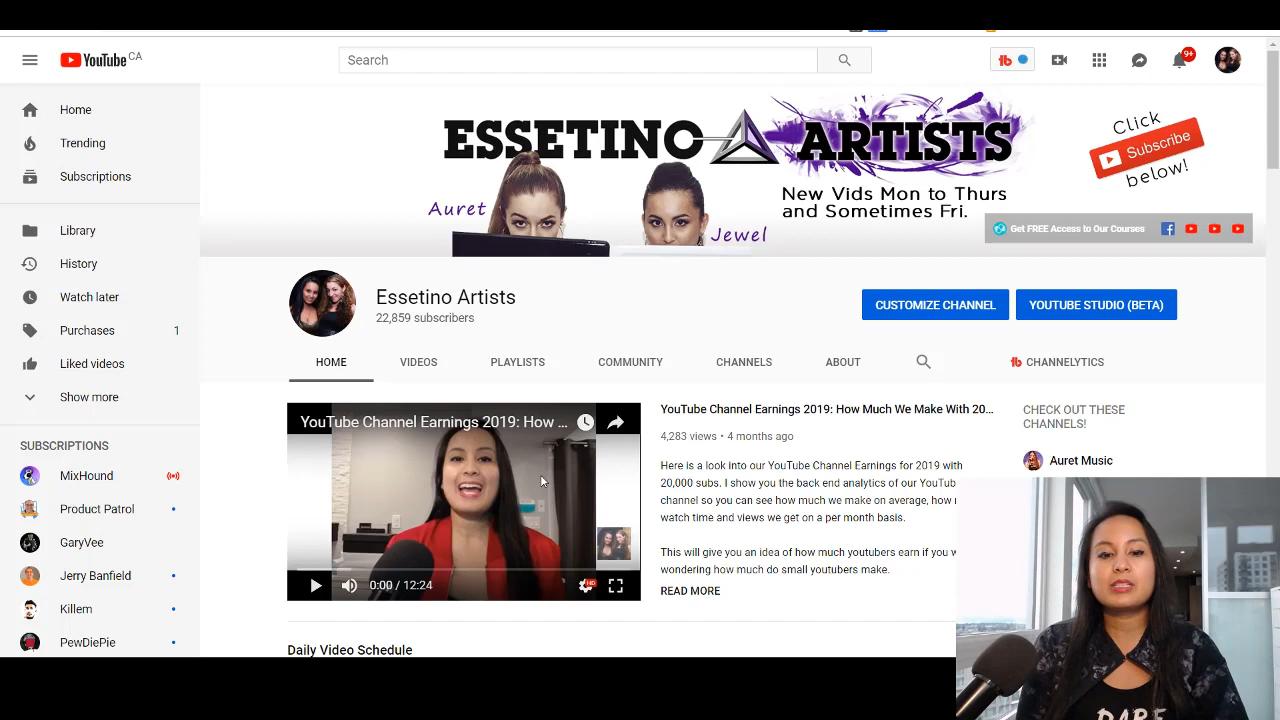 YouTube CA
Search
9+
Home
Trending
Subscriptions
Library
History
Watch later
Purchases 1
Liked videos
Show more
SUBSCRIPTIONS
MixHound
Product Patrol
GaryVee
Jerry Banfield
Killem
PewDiePie
ESSETINO ARTISTS
Auret
Jewel
New Vids Mon to Thurs
and Sometimes Fri.
Click
Subscribe
below!
Get FREE Access to Our Courses
Essetino Artists
22,859 subscribers
CUSTOMIZE CHANNEL
YOUTUBE STUDIO (BETA)
HOME VIDEOS PLAYLISTS COMMUNITY CHANNELS ABOUT tb CHANNELYTICS
YouTube Channel Earnings 2019: How ...
0:00 / 12:24
HD
YouTube Channel Earnings 2019: How Much We Make With 20...
4,283 views • 4 months ago
Here is a look into our YouTube Channel Earnings for 2019 with
20,000 subs. I show you the back end analytics of our YouTub
channel so you can see how much we make on average, how
watch time and views we get on a per month basis.
This will give you an idea of how much youtubers earn if you
wondering how much do small youtubers make.
READ MORE
CHECK OUT THESE
CHANNELS!
Auret Music
Daily Video Schedule
DARE